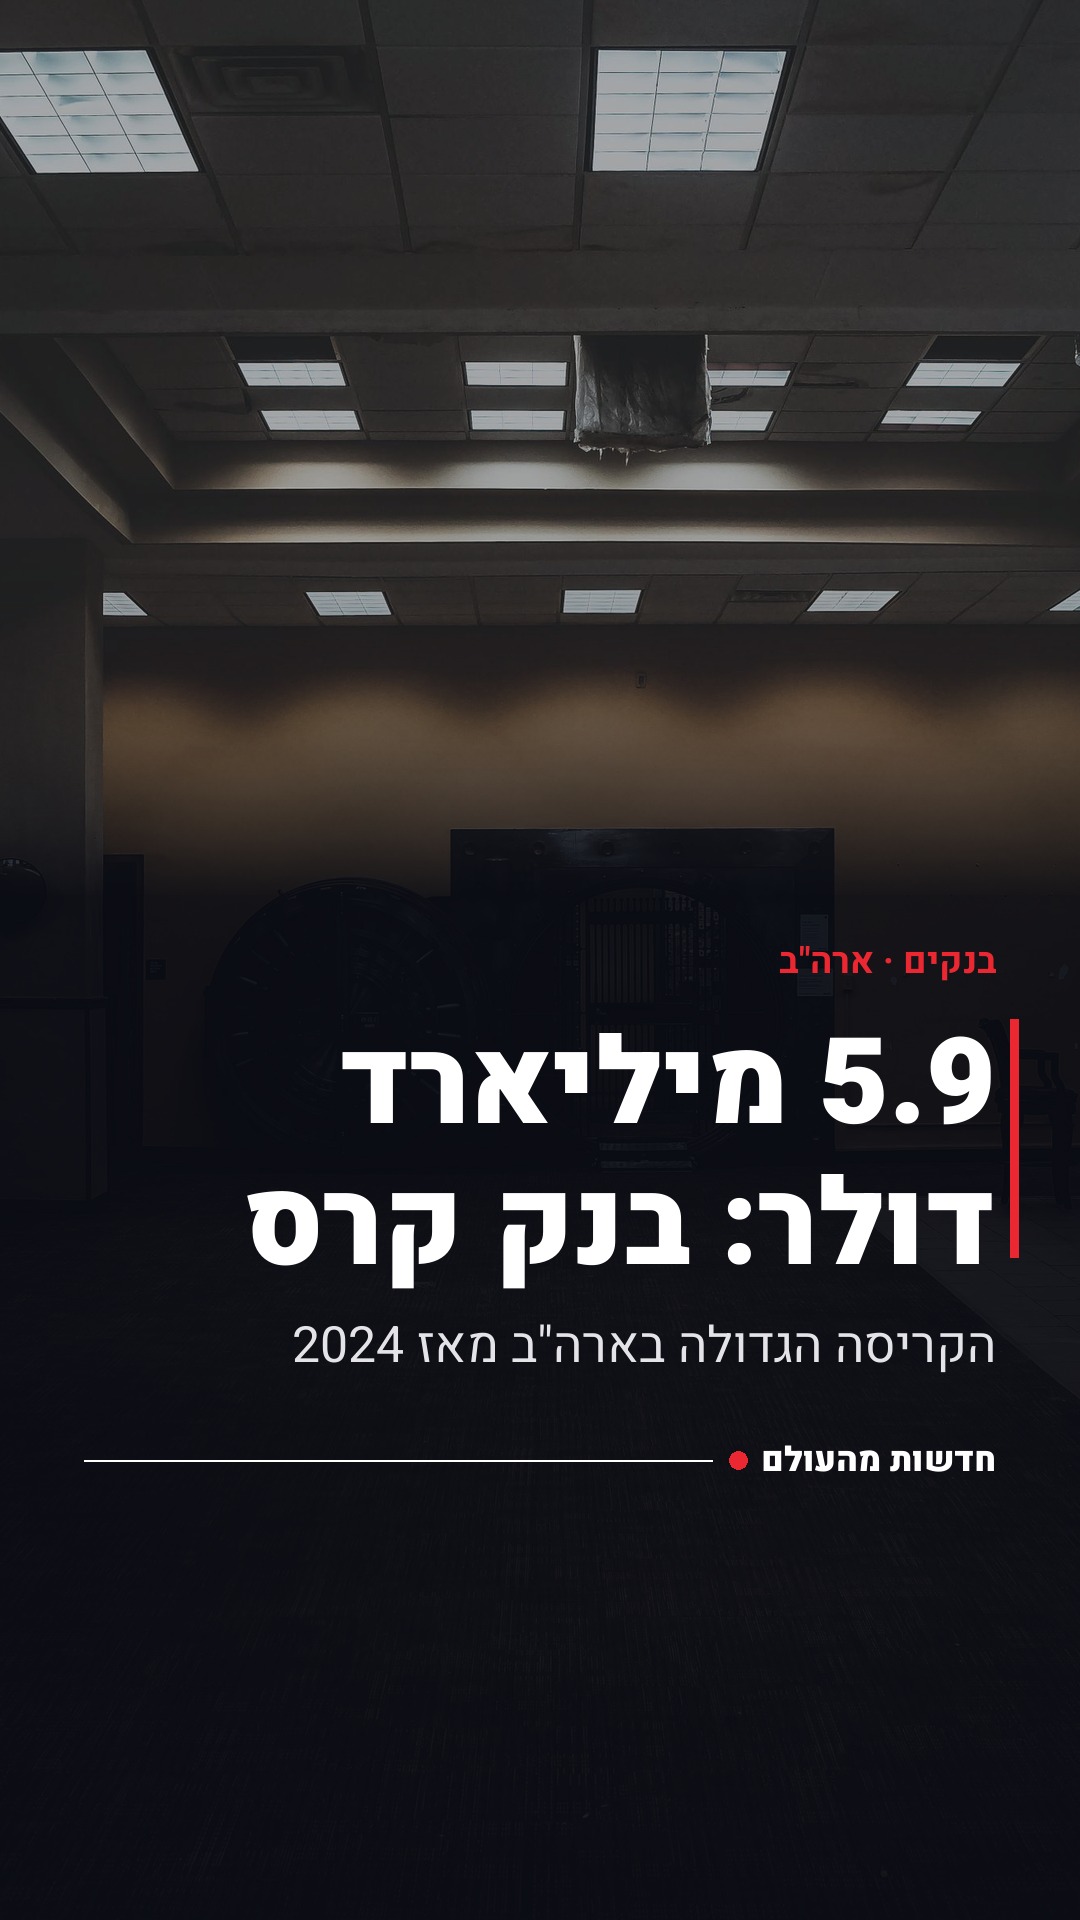 בנקים · ארה"ב
5.9 מיליארד
דולר: בנק קרס
הקריסה הגדולה בארה"ב מאז 2024
חדשות מהעולם